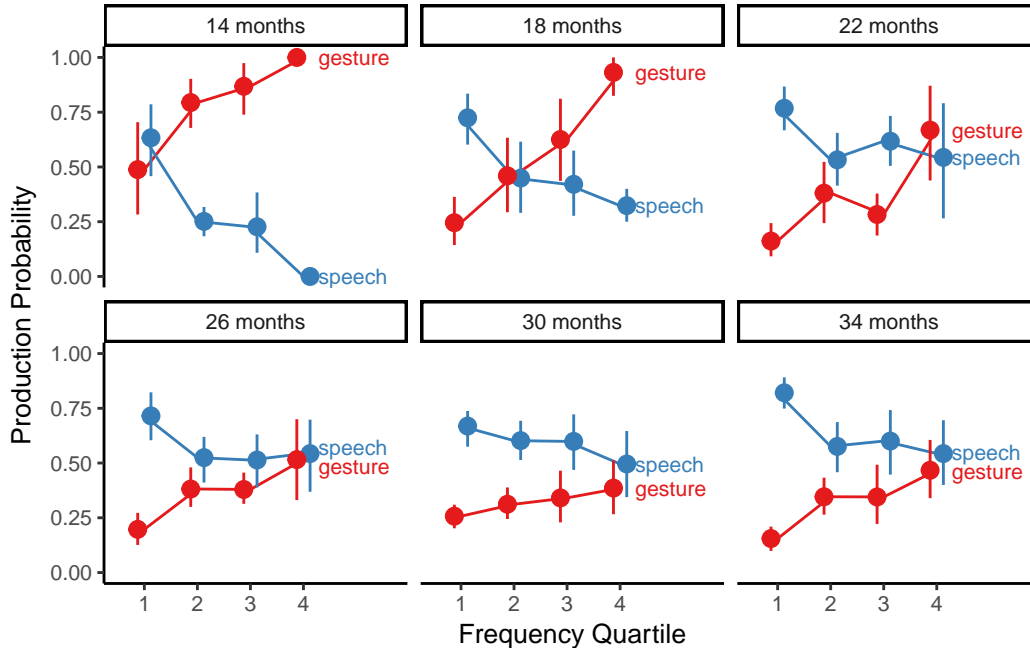 14 months
18 months
22 months
1.00
0.75
0.50
0.25
0.00
gesture
speech
gesture
speech
gesture
speech
26 months
30 months
34 months
1.00
0.75
0.50
0.25
0.00
speech
gesture
speech
gesture
speech
gesture
1 2 3 4
1 2 3 4
1 2 3 4
Frequency Quartile
Production Probability